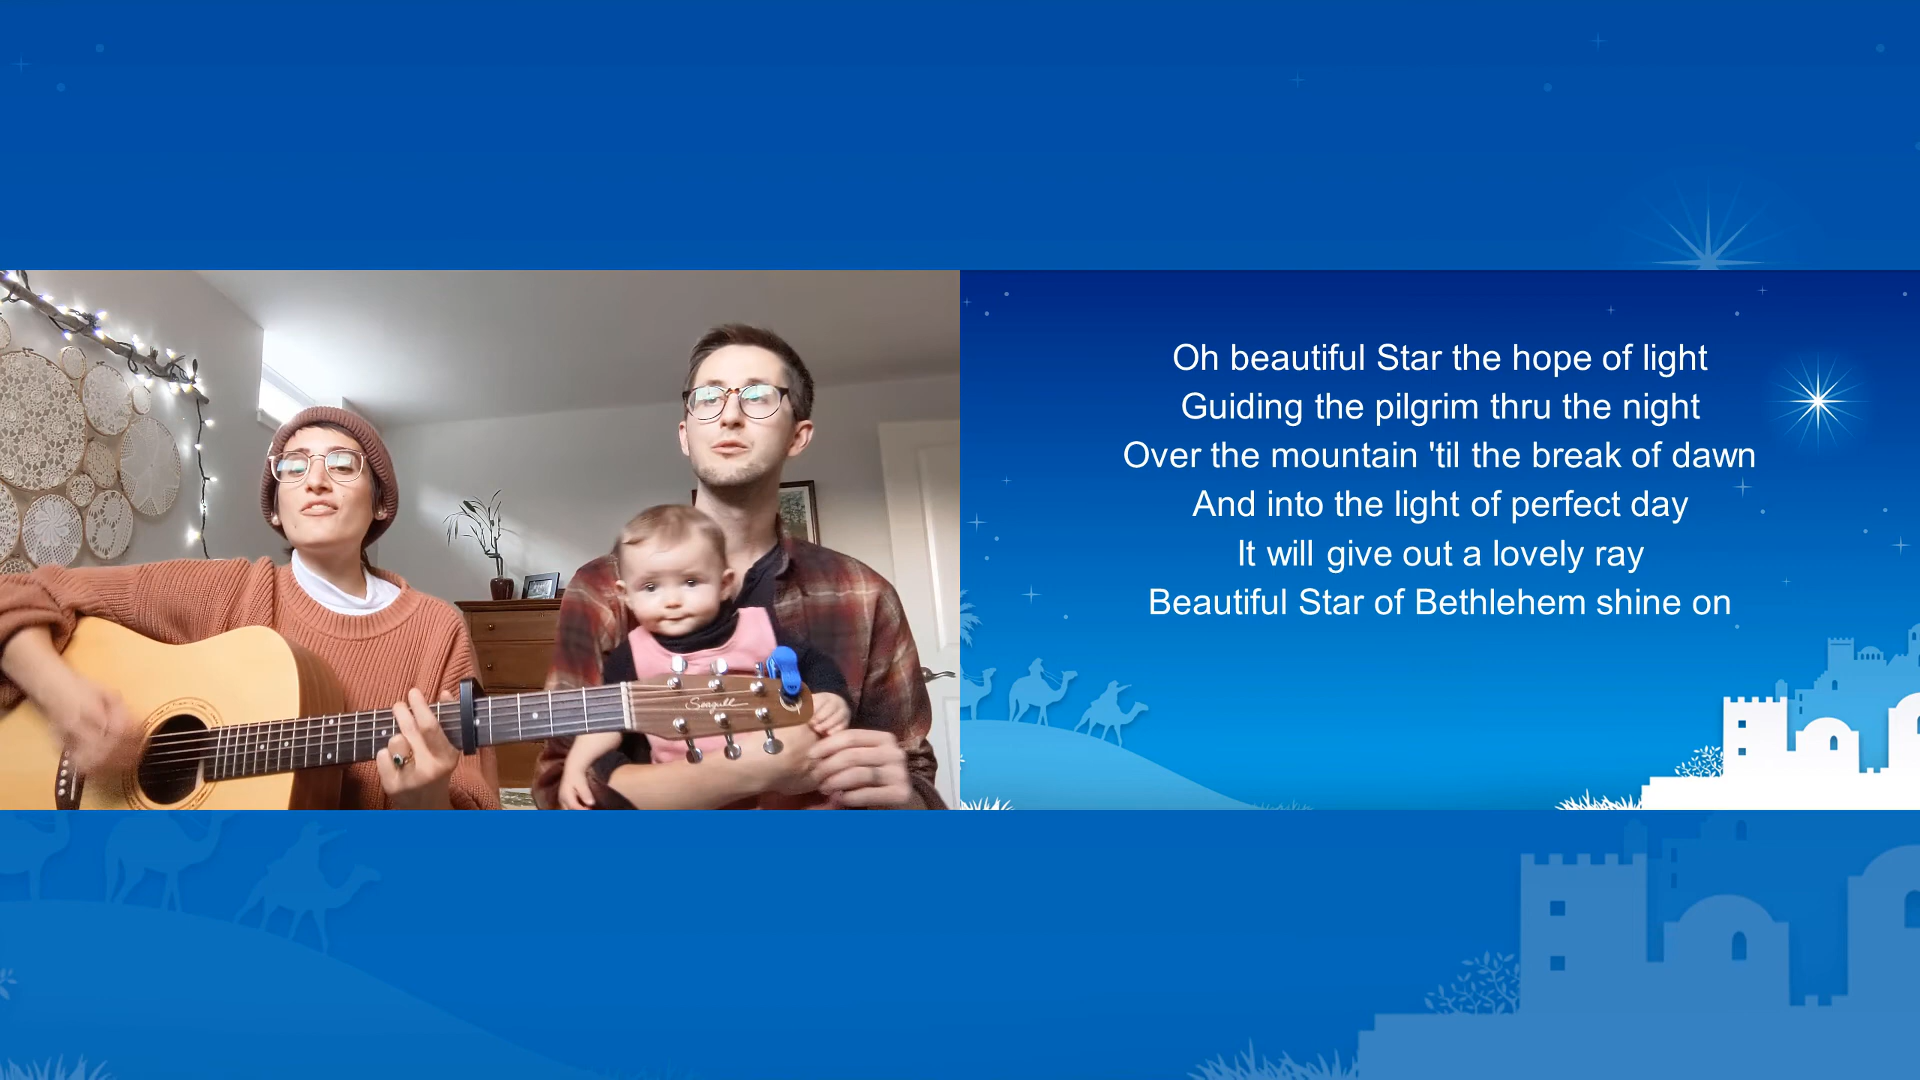 Seagull
Oh beautiful Star the hope of light
Guiding the pilgrim thru the night
Over the mountain 'til the break of dawn
And into the light of perfect day
It will give out a lovely ray
Beautiful Star of Bethlehem shine on